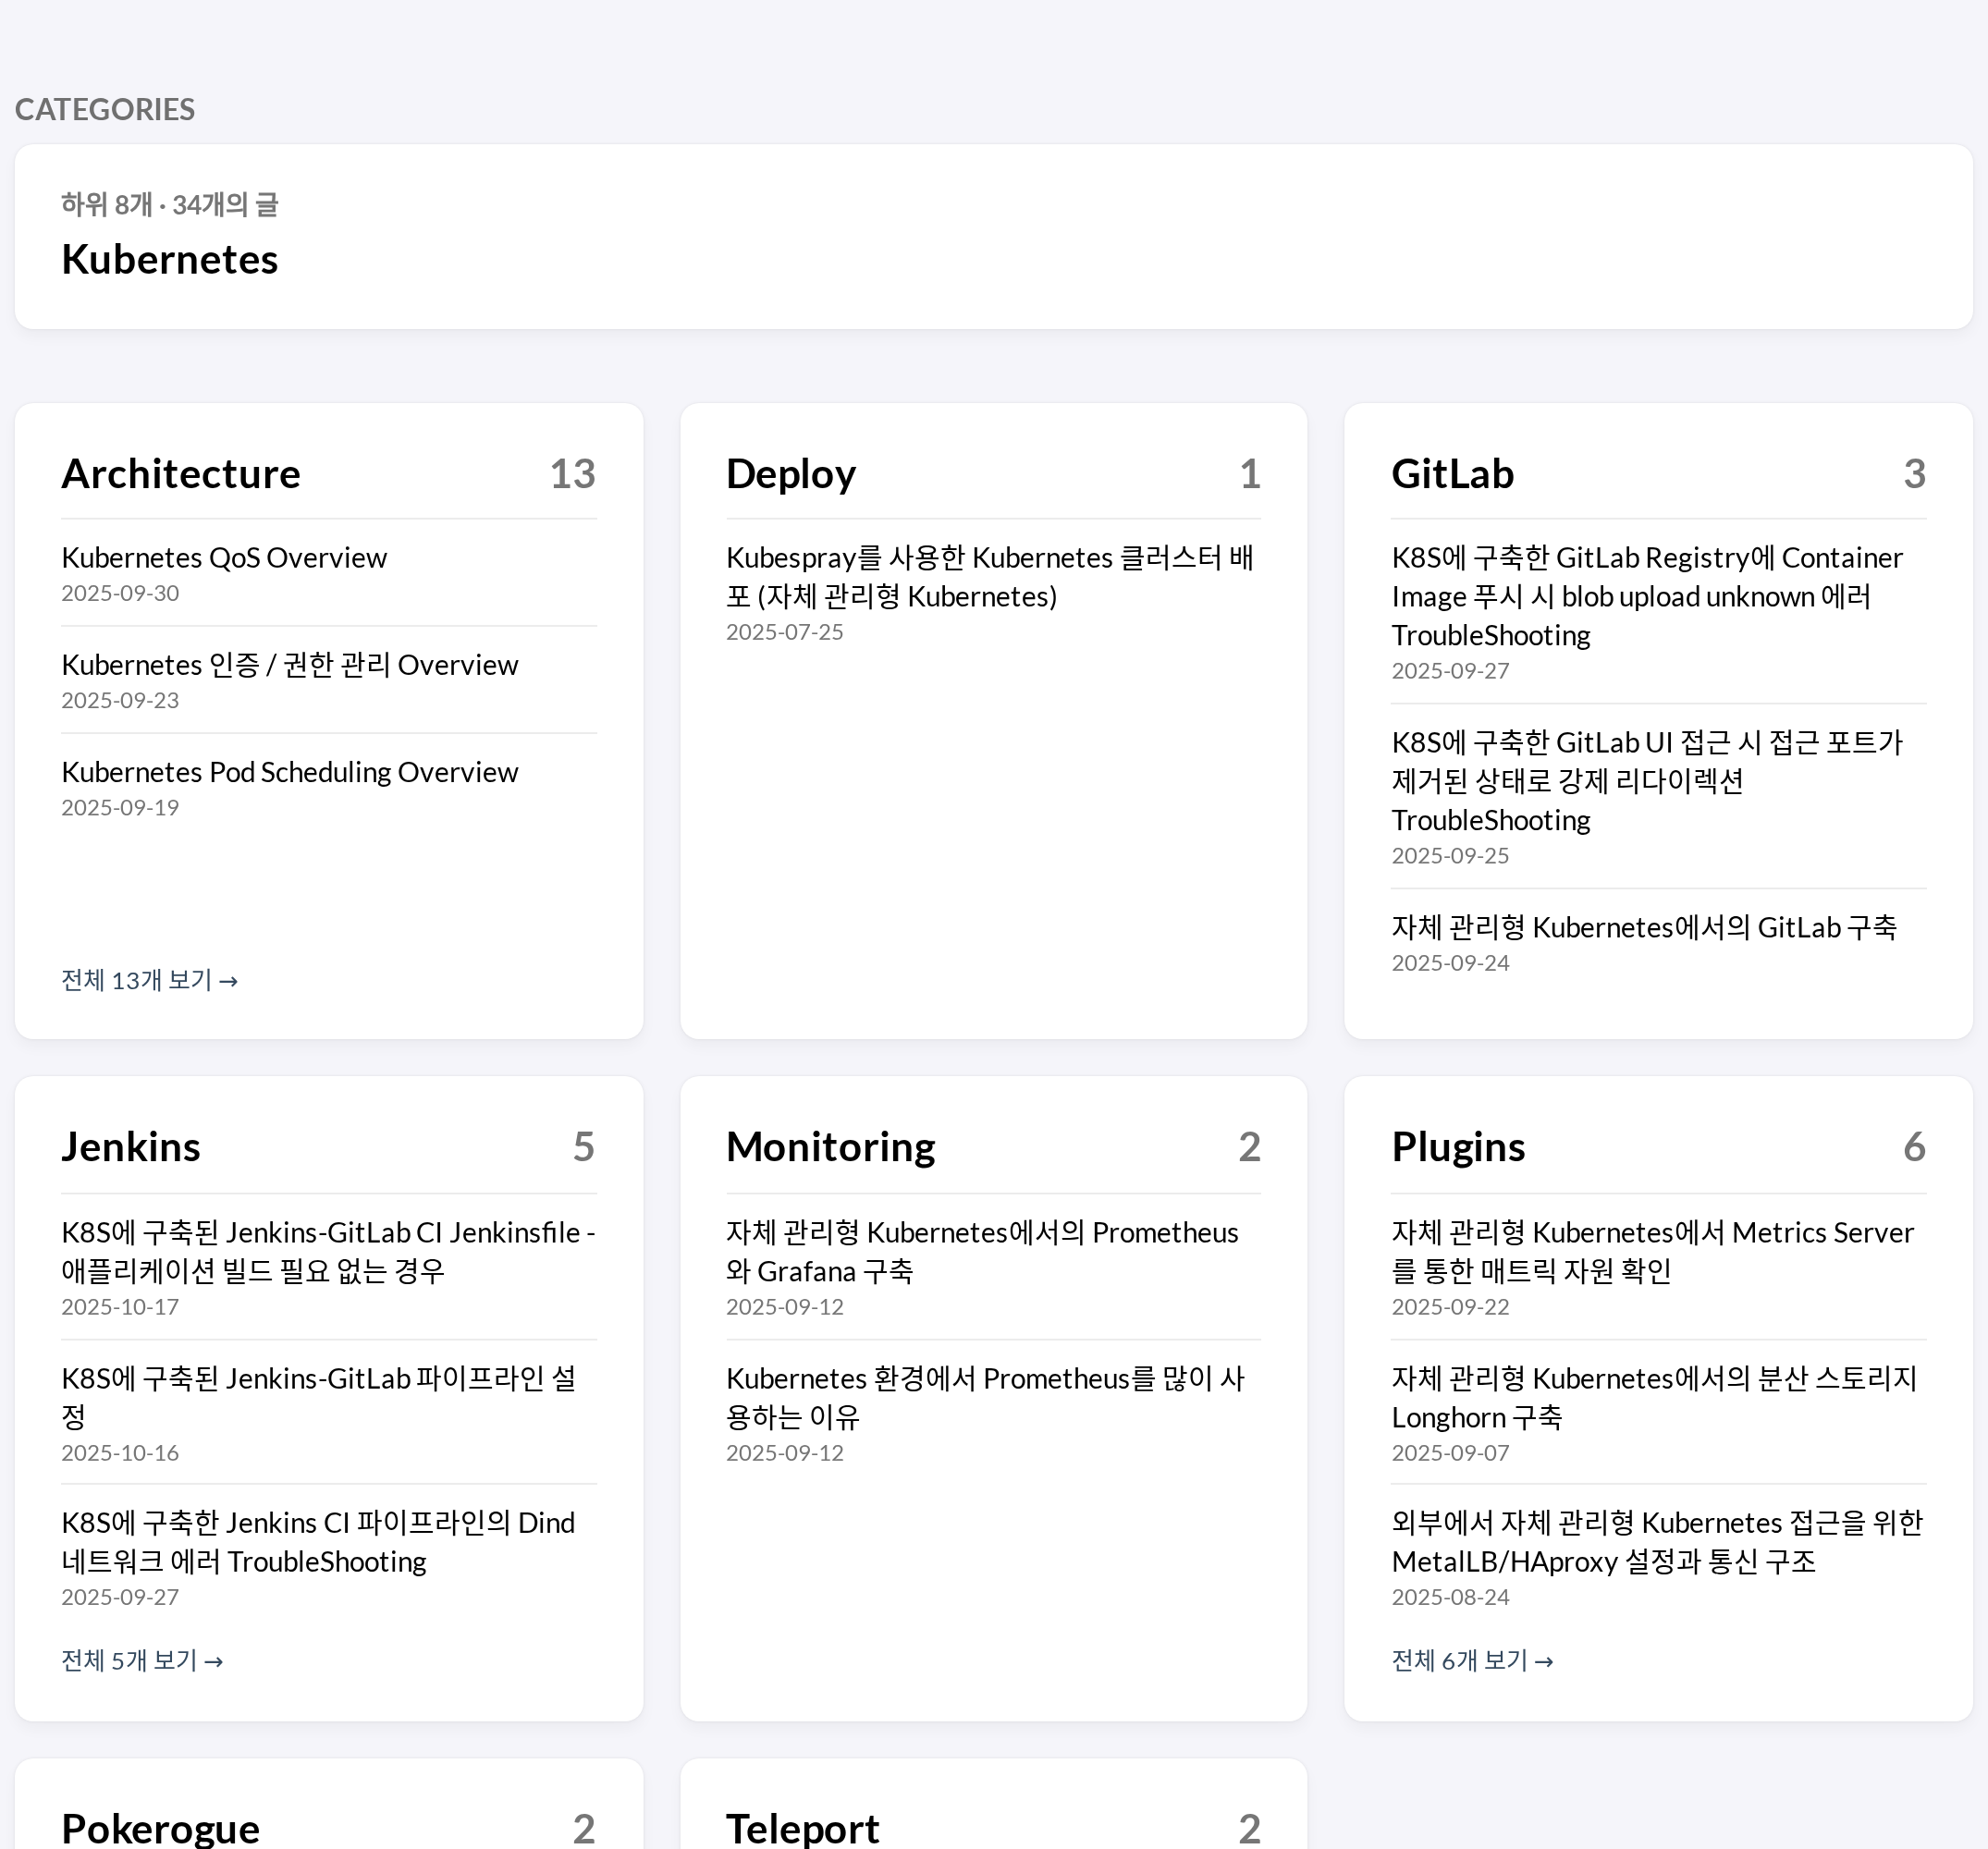 CATEGORIES
하위 8개 · 34개의 글
Kubernetes
Architecture 13
Kubernetes QoS Overview
2025-09-30
Kubernetes 인증 / 권한 관리 Overview
2025-09-23
Kubernetes Pod Scheduling Overview
2025-09-19
전체 13개 보기 →
Deploy 1
Kubespray를 사용한 Kubernetes 클러스터 배
포 (자체 관리형 Kubernetes)
2025-07-25
GitLab 3
K8S에 구축한 GitLab Registry에 Container
Image 푸시 시 blob upload unknown 에러
TroubleShooting
2025-09-27
K8S에 구축한 GitLab UI 접근 시 접근 포트가
제거된 상태로 강제 리다이렉션
TroubleShooting
2025-09-25
자체 관리형 Kubernetes에서의 GitLab 구축
2025-09-24
Jenkins 5
K8S에 구축된 Jenkins-GitLab CI Jenkinsfile -
애플리케이션 빌드 필요 없는 경우
2025-10-17
K8S에 구축된 Jenkins-GitLab 파이프라인 설
정
2025-10-16
K8S에 구축한 Jenkins CI 파이프라인의 Dind
네트워크 에러 TroubleShooting
2025-09-27
전체 5개 보기 →
Monitoring 2
자체 관리형 Kubernetes에서의 Prometheus
와 Grafana 구축
2025-09-12
Kubernetes 환경에서 Prometheus를 많이 사
용하는 이유
2025-09-12
Plugins 6
자체 관리형 Kubernetes에서 Metrics Server
를 통한 매트릭 자원 확인
2025-09-22
자체 관리형 Kubernetes에서의 분산 스토리지
Longhorn 구축
2025-09-07
외부에서 자체 관리형 Kubernetes 접근을 위한
MetalLB/HAproxy 설정과 통신 구조
2025-08-24
전체 6개 보기 →
Pokerogue 2
Teleport 2